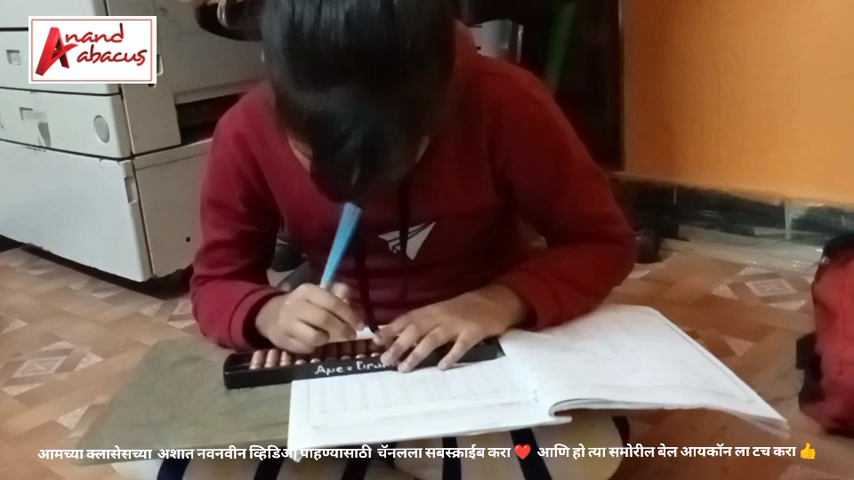 Anand
abacus
आमच्या क्लासेसच्या अशात नवनवीन व्हिडिओ पाहण्यासाठी चॅनलला सबस्क्राईब करा ❤️ आणि हो त्या समोरील बेल आयकॉन ला टच करा 👍